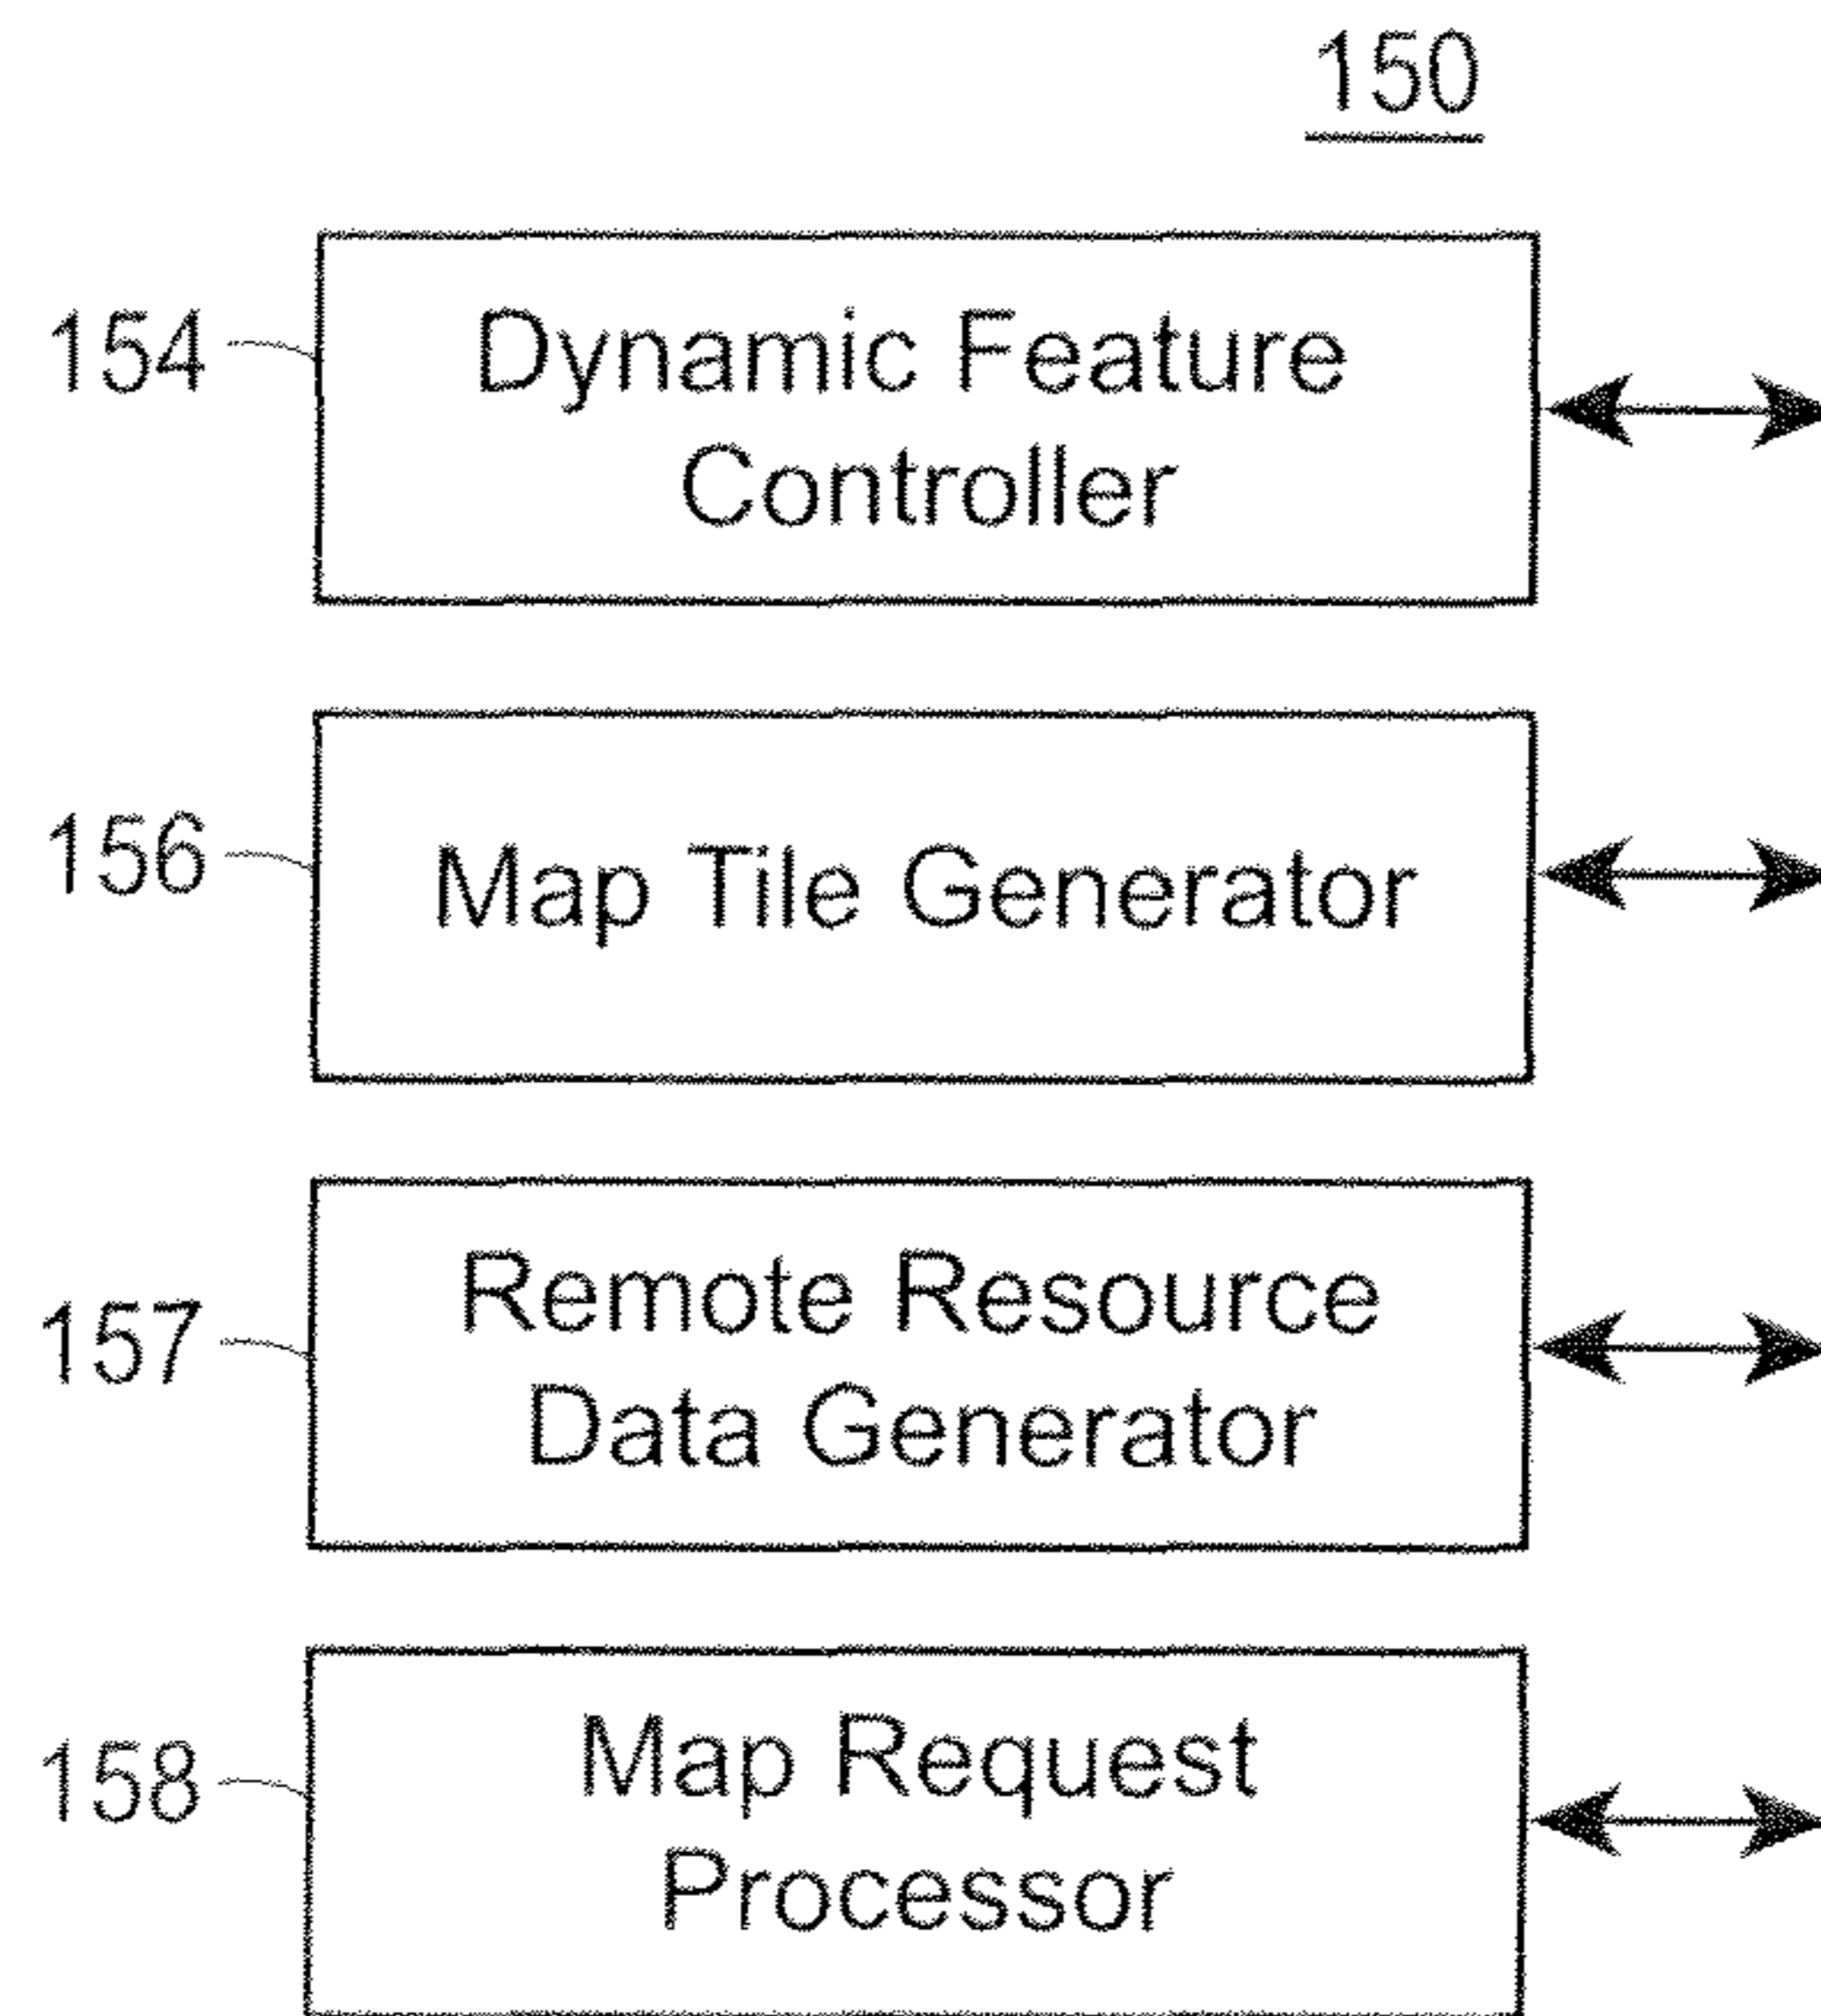 150
154
Dynamic Feature
Controller
156
Map Tile Generator
157
Remote Resource
Data Generator
158
Map Request
Processor